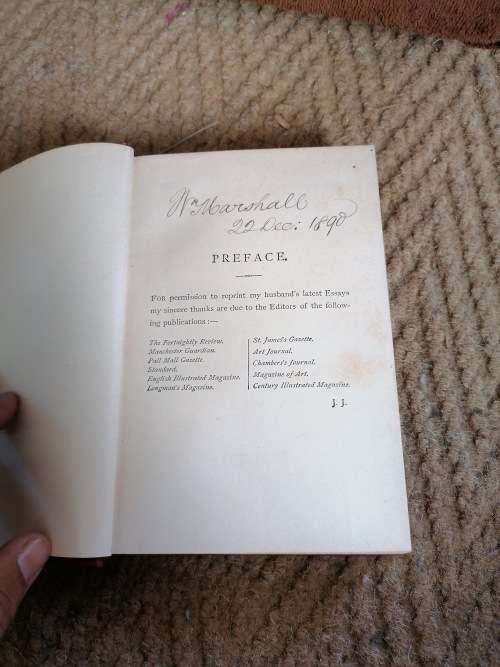 Wm Marshall
22 Dec: 1890
PREFACE.
FOR permission to reprint my husband's latest Essays
my sincere thanks are due to the Editors of the follow-
ing publications :—
The Fortnightly Review.
Manchester Guardian.
Pall Mall Gazette.
Standard.
English Illustrated Magazine.
Longman's Magazine.
St. James's Gazette.
Art Journal.
Chambers's Journal.
Magazine of Art.
Century Illustrated Magazine.
J. J.